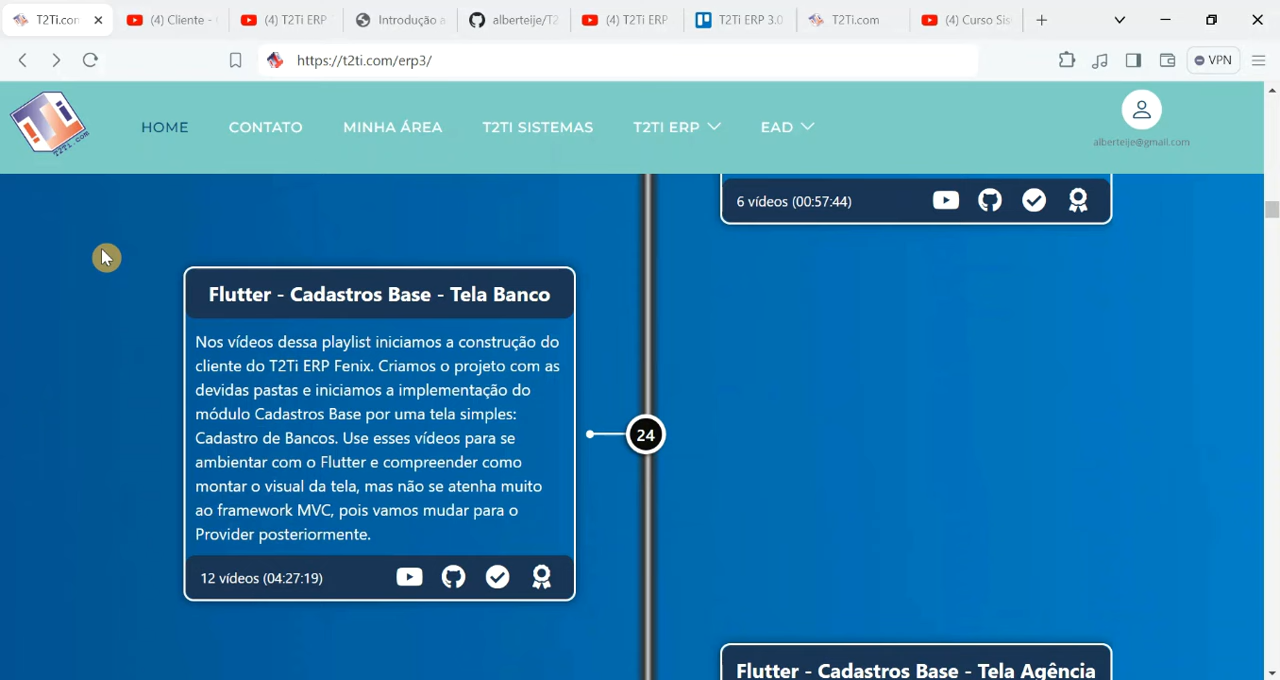 T2Ti.con
(4) Cliente -
(4) T2Ti ERP
Introdução a
alberteije/T2
(4) T2Ti ERP
T2Ti ERP 3.0
T2Ti.com
(4) Curso Sis
https://t2ti.com/erp3/
VPN
T2Ti.COM
HOME
CONTATO
MINHA ÁREA
T2TI SISTEMAS
T2TI ERP
EAD
alberteije@gmail.com
6 vídeos (00:57:44)
Flutter - Cadastros Base - Tela Banco
Nos vídeos dessa playlist iniciamos a construção do
cliente do T2Ti ERP Fenix. Criamos o projeto com as
devidas pastas e iniciamos a implementação do
módulo Cadastros Base por uma tela simples:
Cadastro de Bancos. Use esses vídeos para se
ambientar com o Flutter e compreender como
montar o visual da tela, mas não se atenha muito
ao framework MVC, pois vamos mudar para o
Provider posteriormente.
12 vídeos (04:27:19)
24
Flutter - Cadastros Base - Tela Agência